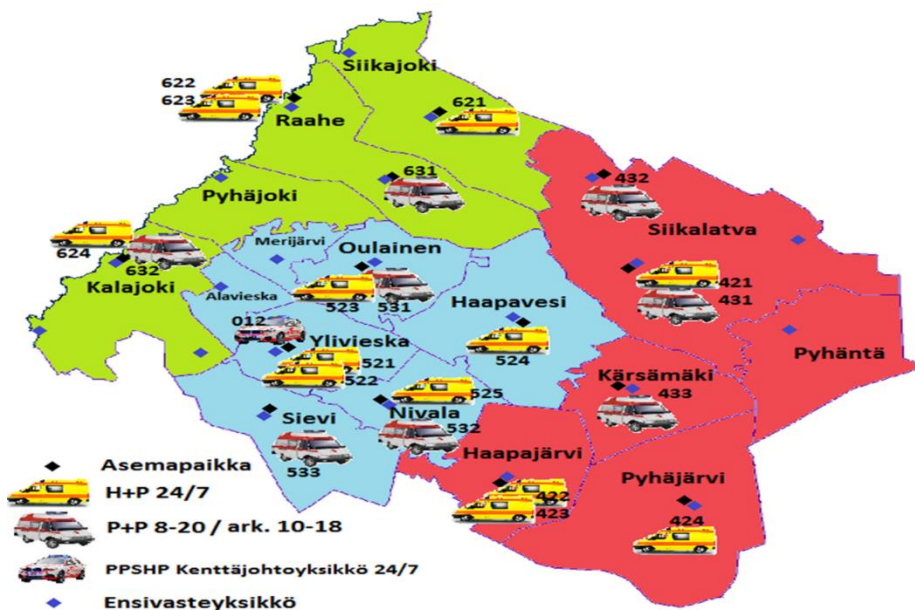 Siikajoki
622
623
Raahe
621
631
432
Pyhäjoki
Siikalatva
624
632
Merijärvi
Oulainen
Kalajoki
Alavieska
523
531
Haapavesi
421
431
012
Ylivieska
521
522
524
Pyhäntä
Kärsämäki
433
525
Sievi
Nivala
532
533
Haapajärvi
422
423
Pyhäjärvi
424
Asemapaikka
H+P 24/7
P+P 8-20 / ark. 10-18
PPSHP Kenttäjohtoyksikkö 24/7
Ensivasteyksikkö